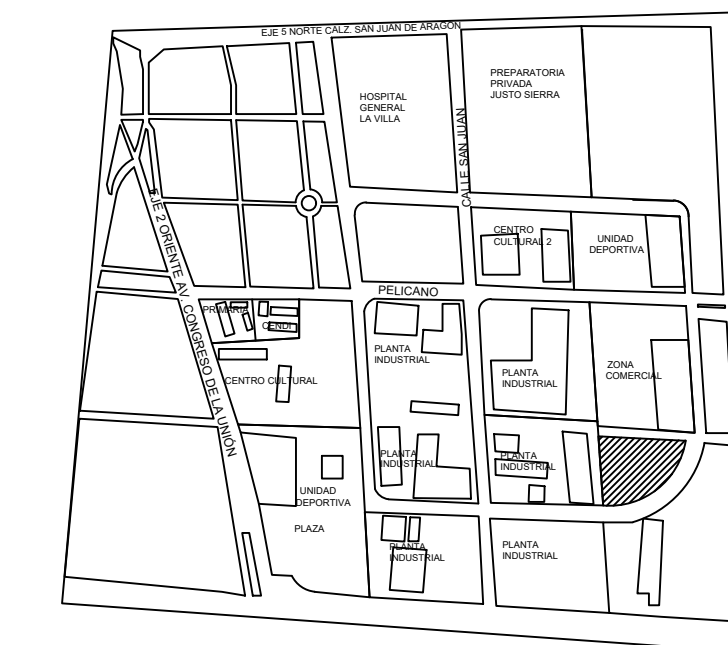 EJE 5 NORTE CALZ. SAN JUAN DE ARAGON
HOSPITAL
GENERAL
LA VILLA
PREPARATORIA
PRIVADA
JUSTO SIERRA
CALLE SAN JUAN
EJE 2 ORIENTE AV. CONGRESO DE LA UNIÓN
CENTRO
CULTURAL 2
UNIDAD
DEPORTIVA
PELICANO
PRIMARIA
CENDI
CENTRO CULTURAL
PLANTA
INDUSTRIAL
PLANTA
INDUSTRIAL
ZONA
COMERCIAL
PLANTA
INDUSTRIAL
PLANTA
INDUSTRIAL
UNIDAD
DEPORTIVA
PLAZA
PLANTA
INDUSTRIAL
PLANTA
INDUSTRIAL